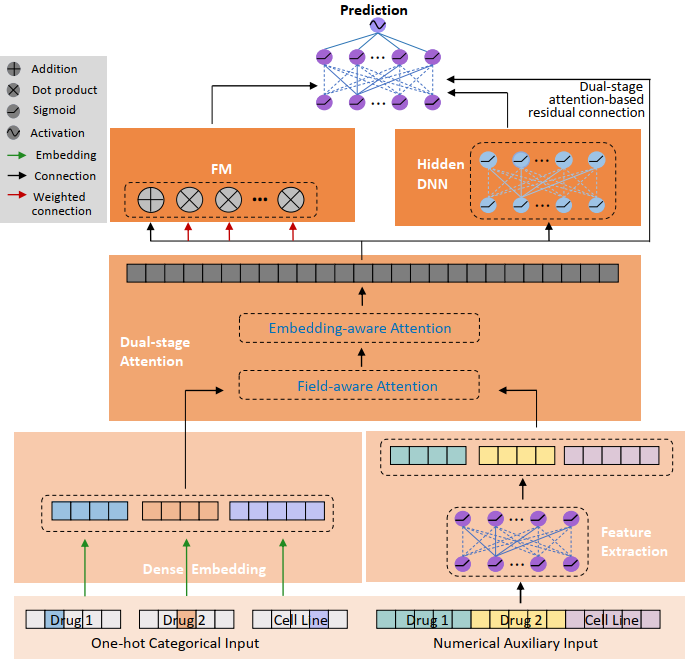 Prediction
Addition
Dot product
Sigmoid
Activation
Embedding
Connection
Weighted
connection
Dual-stage
attention-based
residual connection
FM
Hidden
DNN
Dual-stage
Attention
Embedding-aware Attention
Field-aware Attention
Dense Embedding
Feature
Extraction
Drug 1
Drug 2
Cell Line
Drug 1
Drug 2
Cell Line
One-hot Categorical Input
Numerical Auxiliary Input